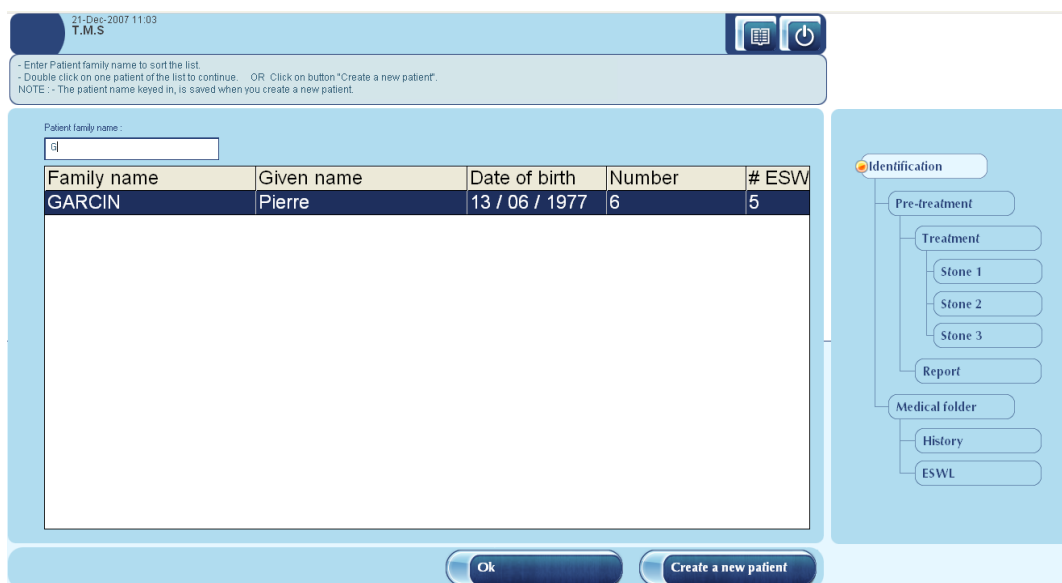 21-Dec-2007 11:03
T.M.S
- Enter Patient family name to sort the list.
- Double click on one patient of the list to continue. OR Click on button "Create a new patient".
NOTE : - The patient name keyed in, is saved when you create a new patient.
Patient family name :
G
Family name Given name Date of birth Number # ESW
GARCIN Pierre 13 / 06 / 1977 6 5
Ok
Create a new patient
Identification
Pre-treatment
Treatment
Stone 1
Stone 2
Stone 3
Report
Medical folder
History
ESWL